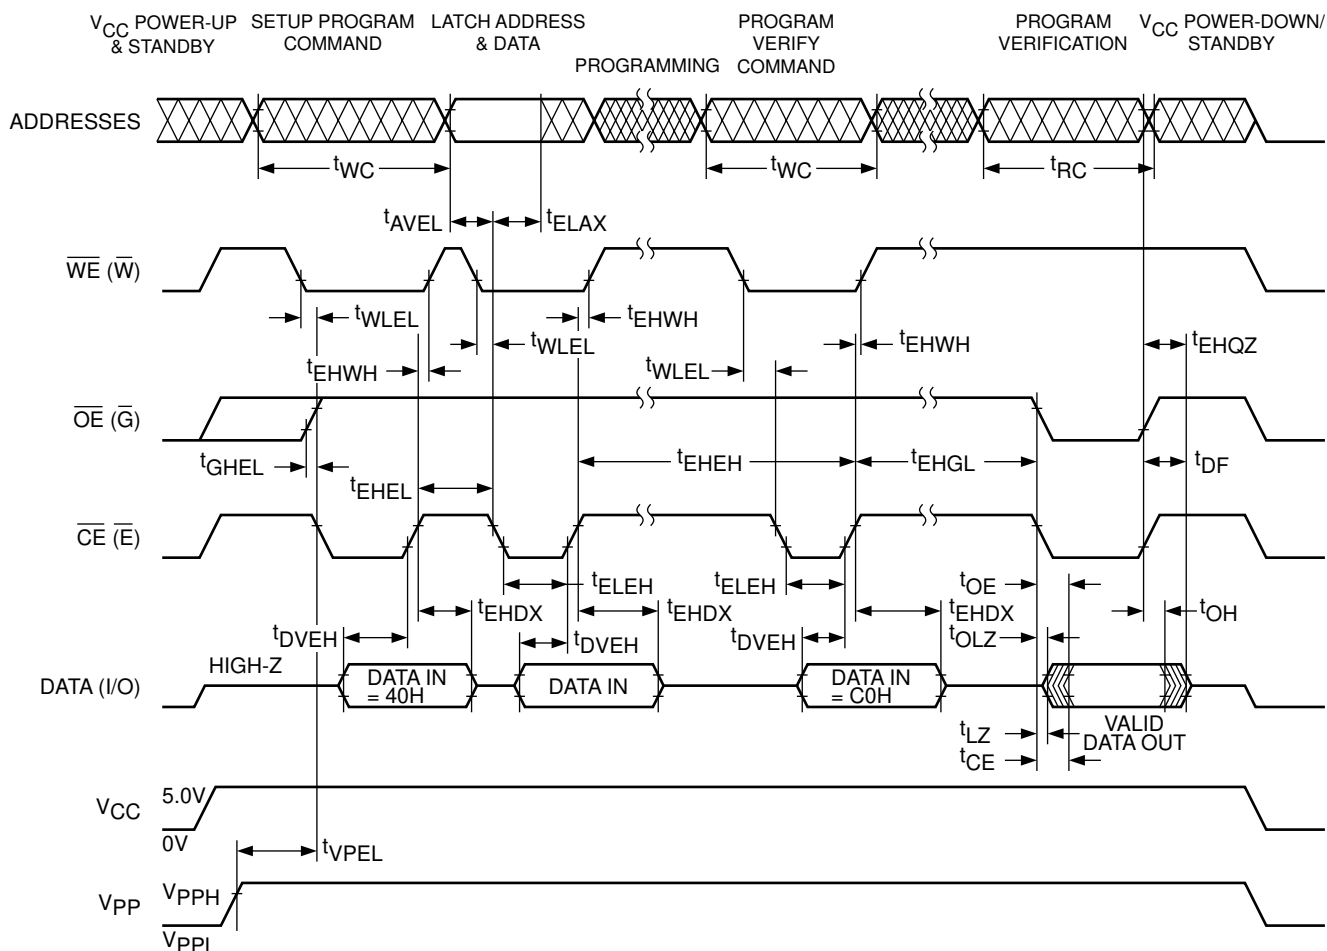 VCC POWER-UP & STANDBY
SETUP PROGRAM COMMAND
LATCH ADDRESS & DATA
PROGRAMMING
PROGRAM VERIFY COMMAND
PROGRAM VERIFICATION
VCC POWER-DOWN/ STANDBY
ADDRESSES
tWC
tWC
tRC
tAVEL
tELAX
WE (W)
tWLEL
tEHWH
tWLEL
tEHWH
tEHWH
tWLEL
tEHQZ
OE (G)
tGHEL
tEHEH
tEHGL
tDF
tEHEL
CE (E)
tELEH
tELEH
tOE
tEHDX
tEHDX
tEHDX
tOH
tDVEH
tDVEH
tDVEH
tOLZ
HIGH-Z
DATA (I/O)
DATA IN = 40H
DATA IN
DATA IN = C0H
VALID DATA OUT
tLZ
tCE
VCC
5.0V
0V
tVPEL
VPP
VPPH
VPPL